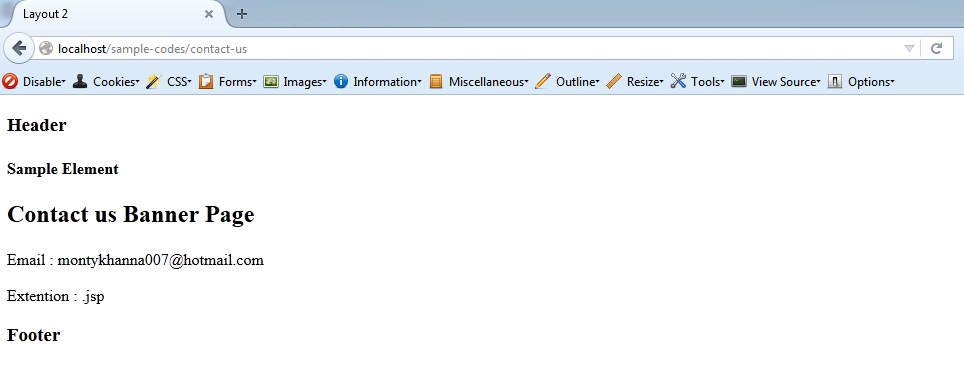 Layout 2
localhost/sample-codes/contact-us
Disable Cookies CSS Forms Images Information Miscellaneous Outline Resize Tools View Source Options
Header
Sample Element
Contact us Banner Page
Email : montykhanna007@hotmail.com
Extention : .jsp
Footer